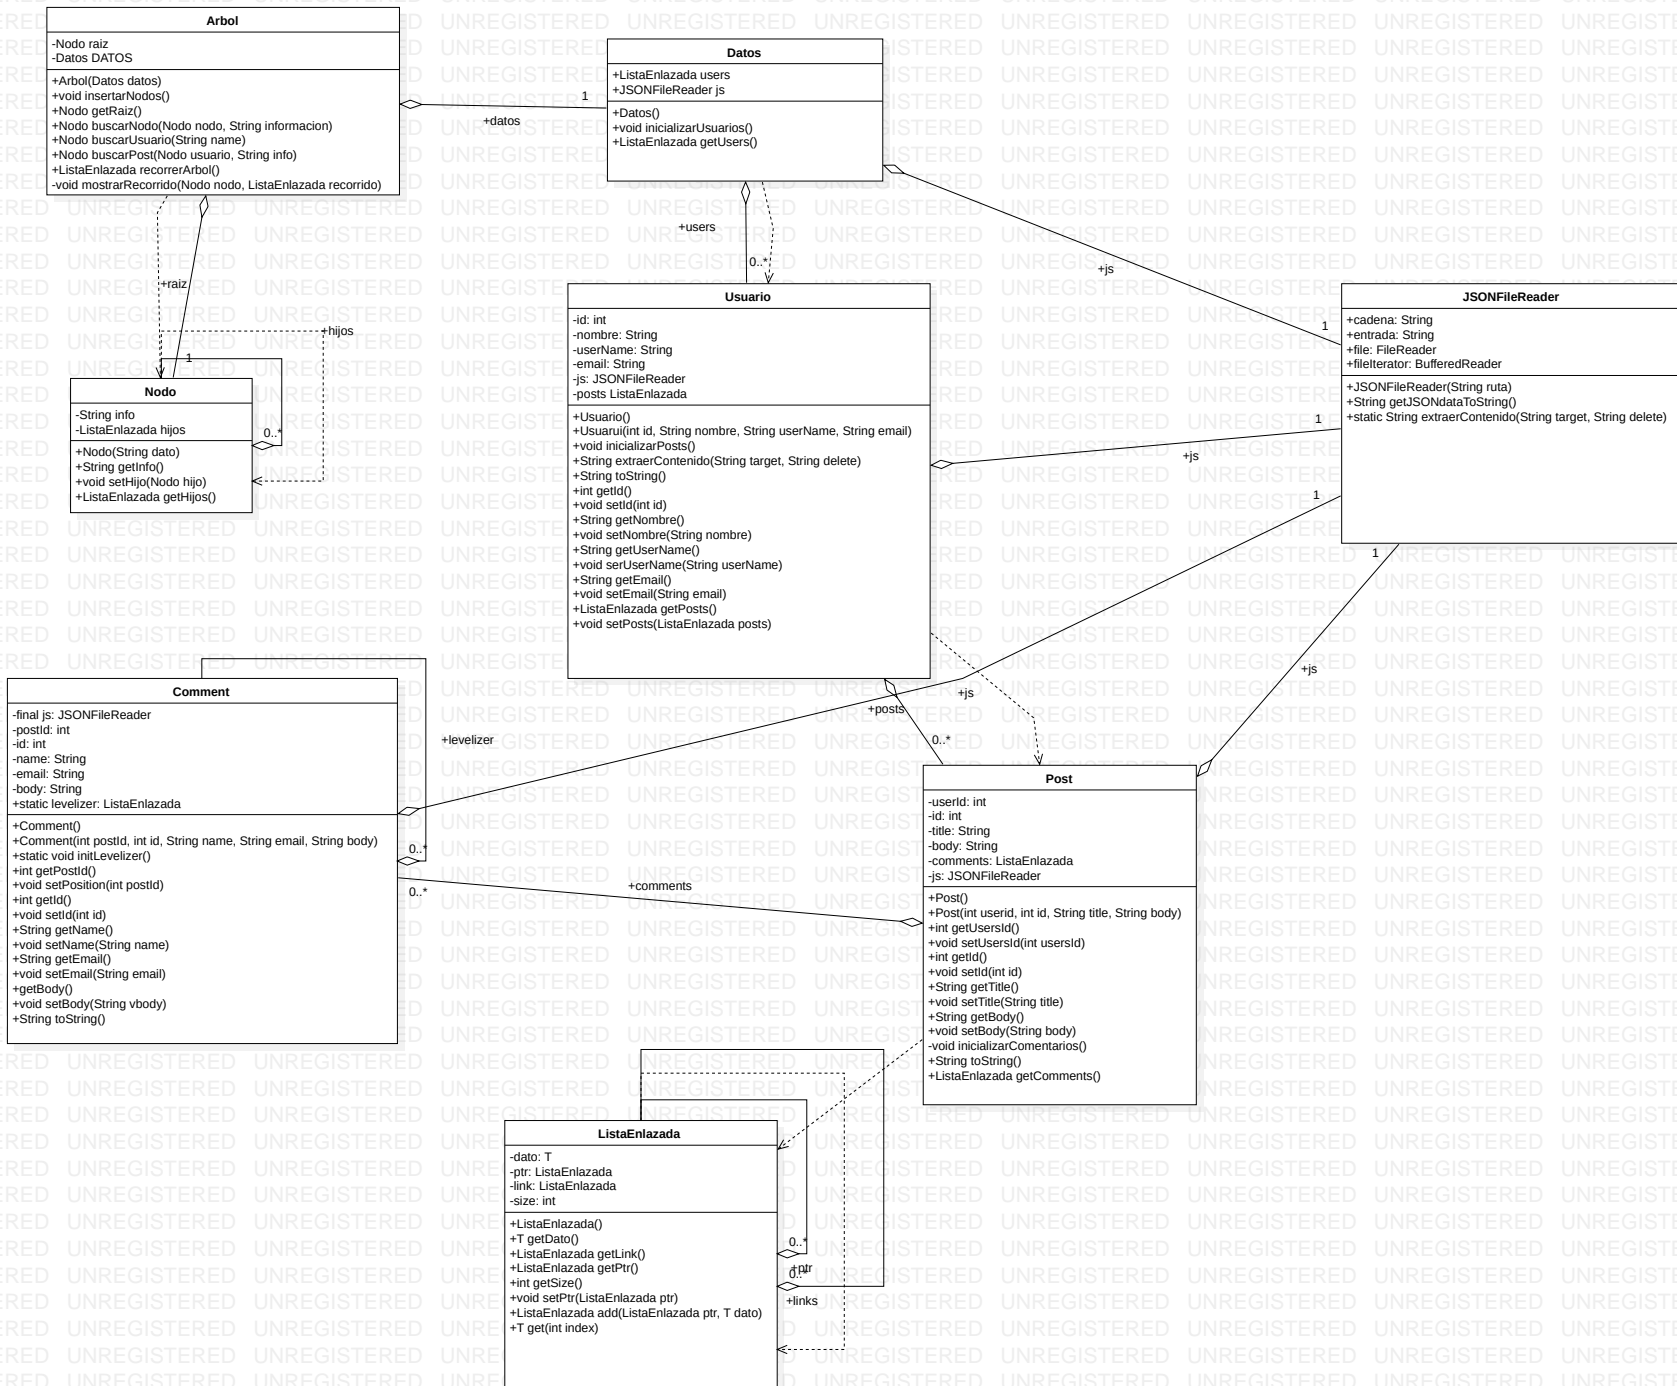 Arbol
-Nodo raiz
-Datos DATOS
+Arbol(Datos datos)
+void insertarNodos()
+Nodo getRaiz()
+Nodo buscarNodo(Nodo nodo, String informacion)
+Nodo buscarUsuario(String name)
+Nodo buscarPost(Nodo usuario, String info)
+ListaEnlazada recorrerArbol()
-void mostrarRecorrido(Nodo nodo, ListaEnlazada recorrido)
1
+datos
Datos
+ListaEnlazada users
+JSONFileReader js
+Datos()
+void inicializarUsuarios()
+ListaEnlazada getUsers()
+users
0..*
+js
1
+raiz
+hijos
1
Nodo
-String info
-ListaEnlazada hijos
+Nodo(String dato)
+String getInfo()
+void setHijo(Nodo hijo)
+ListaEnlazada getHijos()
0..*
Usuario
-id: int
-nombre: String
-userName: String
-email: String
-js: JSONFileReader
-posts ListaEnlazada
+Usuario()
+Usuarui(int id, String nombre, String userName, String email)
+void inicializarPosts()
+String extraerContenido(String target, String delete)
+String toString()
+int getId()
+void setId(int id)
+String getNombre()
+void setNombre(String nombre)
+String getUserName()
+void serUserName(String userName)
+String getEmail()
+void setEmail(String email)
+ListaEnlazada getPosts()
+void setPosts(ListaEnlazada posts)
JSONFileReader
+cadena: String
+entrada: String
+file: FileReader
+fileIterator: BufferedReader
+JSONFileReader(String ruta)
+String getJSONdataToString()
+static String extraerContenido(String target, String delete)
1
+js
1
+js
1
+js
+posts
0..*
Comment
-final js: JSONFileReader
-postId: int
-id: int
-name: String
-email: String
-body: String
+static levelizer: ListaEnlazada
+Comment()
+Comment(int postId, int id, String name, String email, String body)
+static void initLevelizer()
+int getPostId()
+void setPosition(int postId)
+int getId()
+void setId(int id)
+String getName()
+void setName(String name)
+String getEmail()
+void setEmail(String email)
+getBody()
+void setBody(String vbody)
+String toString()
+levelizer
0..*
0..*
+comments
Post
-userId: int
-id: int
-title: String
-body: String
-comments: ListaEnlazada
-js: JSONFileReader
+Post()
+Post(int userid, int id, String title, String body)
+int getUsersId()
+void setUsersId(int usersId)
+int getId()
+void setId(int id)
+String getTitle()
+void setTitle(String title)
+String getBody()
+void setBody(String body)
-void inicializarComentarios()
+String toString()
+ListaEnlazada getComments()
ListaEnlazada
-dato: T
-ptr: ListaEnlazada
-link: ListaEnlazada
-size: int
+ListaEnlazada()
+T getDato()
+ListaEnlazada getLink()
+ListaEnlazada getPtr()
+int getSize()
+void setPtr(ListaEnlazada ptr)
+ListaEnlazada add(ListaEnlazada ptr, T dato)
+T get(int index)
0..*
+ptr
0..*
+links